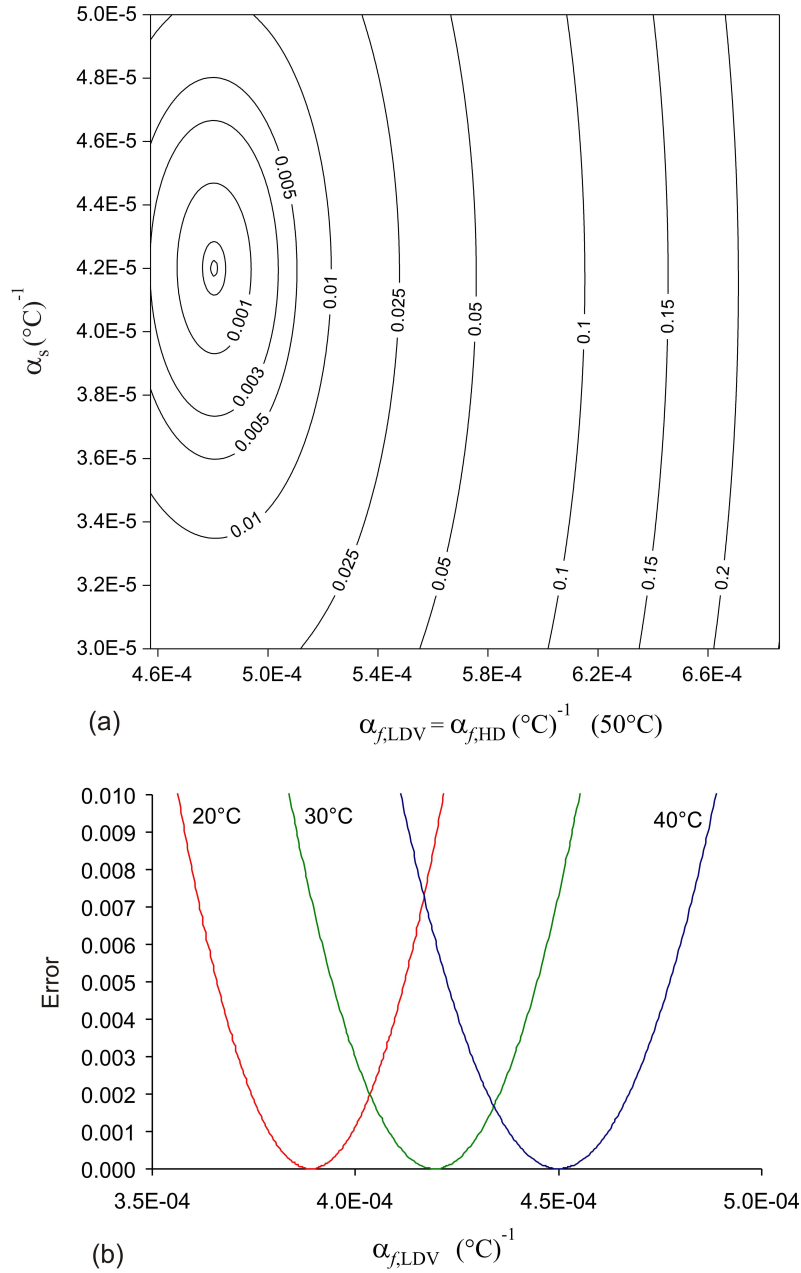 5.0E-5
4.8E-5
4.6E-5
4.4E-5
4.2E-5
4.0E-5
3.8E-5
3.6E-5
3.4E-5
3.2E-5
3.0E-5
αs (°C)-1
0.005
0.001
0.003
0.005
0.01
0.01
0.025
0.025
0.05
0.05
0.1
0.1
0.15
0.15
0.2
4.6E-4 5.0E-4 5.4E-4 5.8E-4 6.2E-4 6.6E-4
(a) αf,LDV = αf,HD (°C)-1 (50°C)
0.010
0.009
0.008
0.007
0.006
0.005
0.004
0.003
0.002
0.001
0.000
Error
20°C 30°C 40°C
3.5E-04 4.0E-04 4.5E-04 5.0E-04
(b) αf,LDV (°C)-1